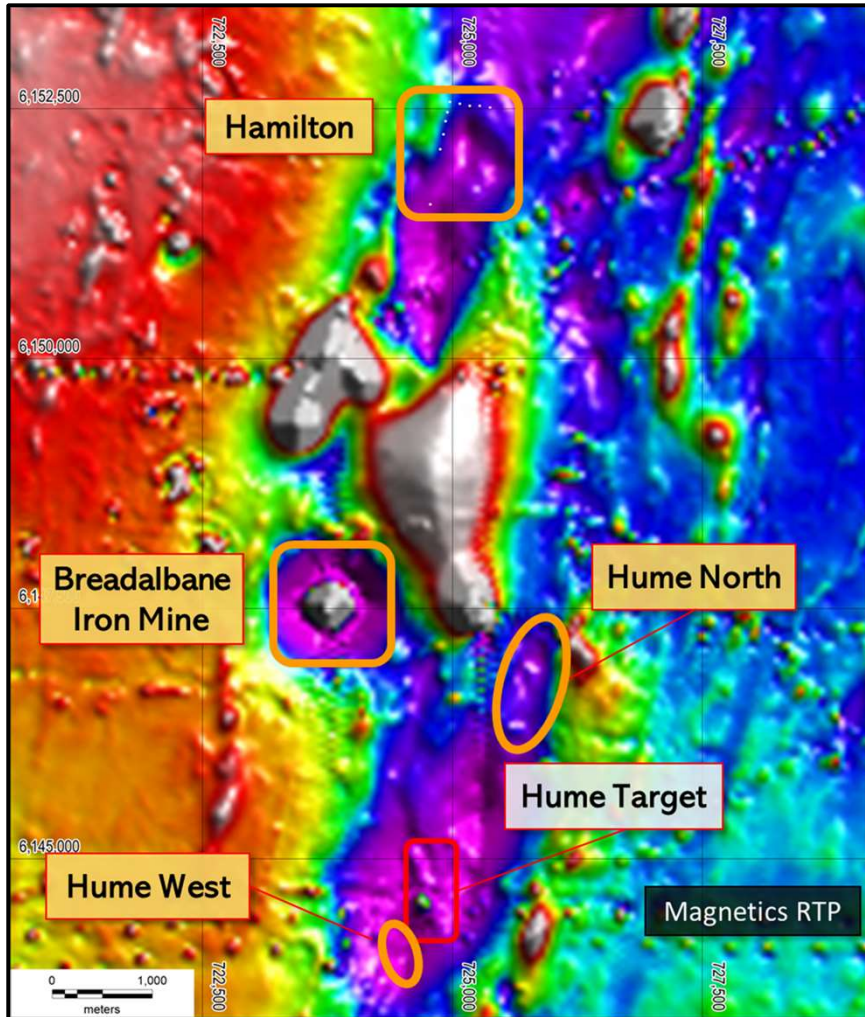 722,500
725,000
727,500
6,152,500
Hamilton
6,150,000
Breadalbane
Iron Mine
Hume North
Hume Target
6,145,000
Hume West
Magnetics RTP
0 1,000
meters
722,500
725,000
727,500